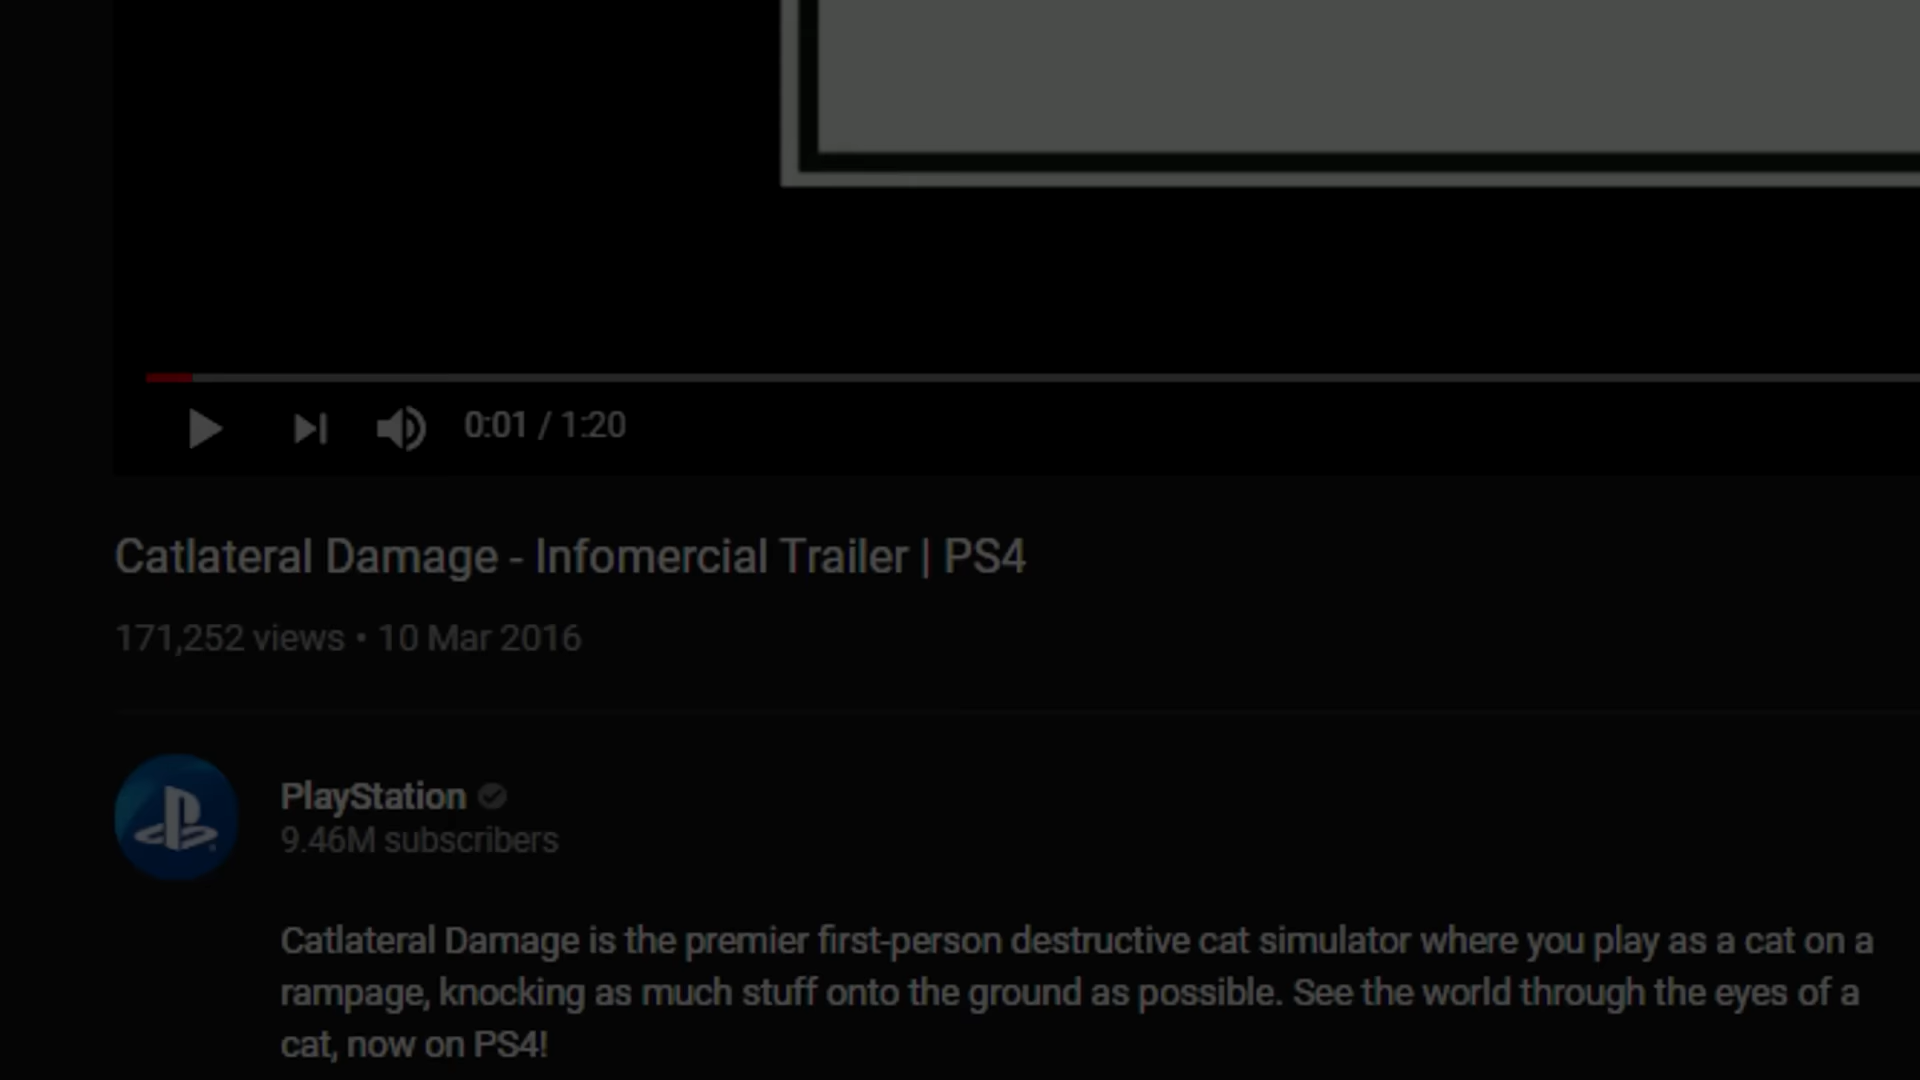 0:01 / 1:20
Catlateral Damage - Infomercial Trailer | PS4
171,252 views • 10 Mar 2016
PlayStation
9.46M subscribers
Catlateral Damage is the premier first-person destructive cat simulator where you play as a cat on a
rampage, knocking as much stuff onto the ground as possible. See the world through the eyes of a
cat, now on PS4!